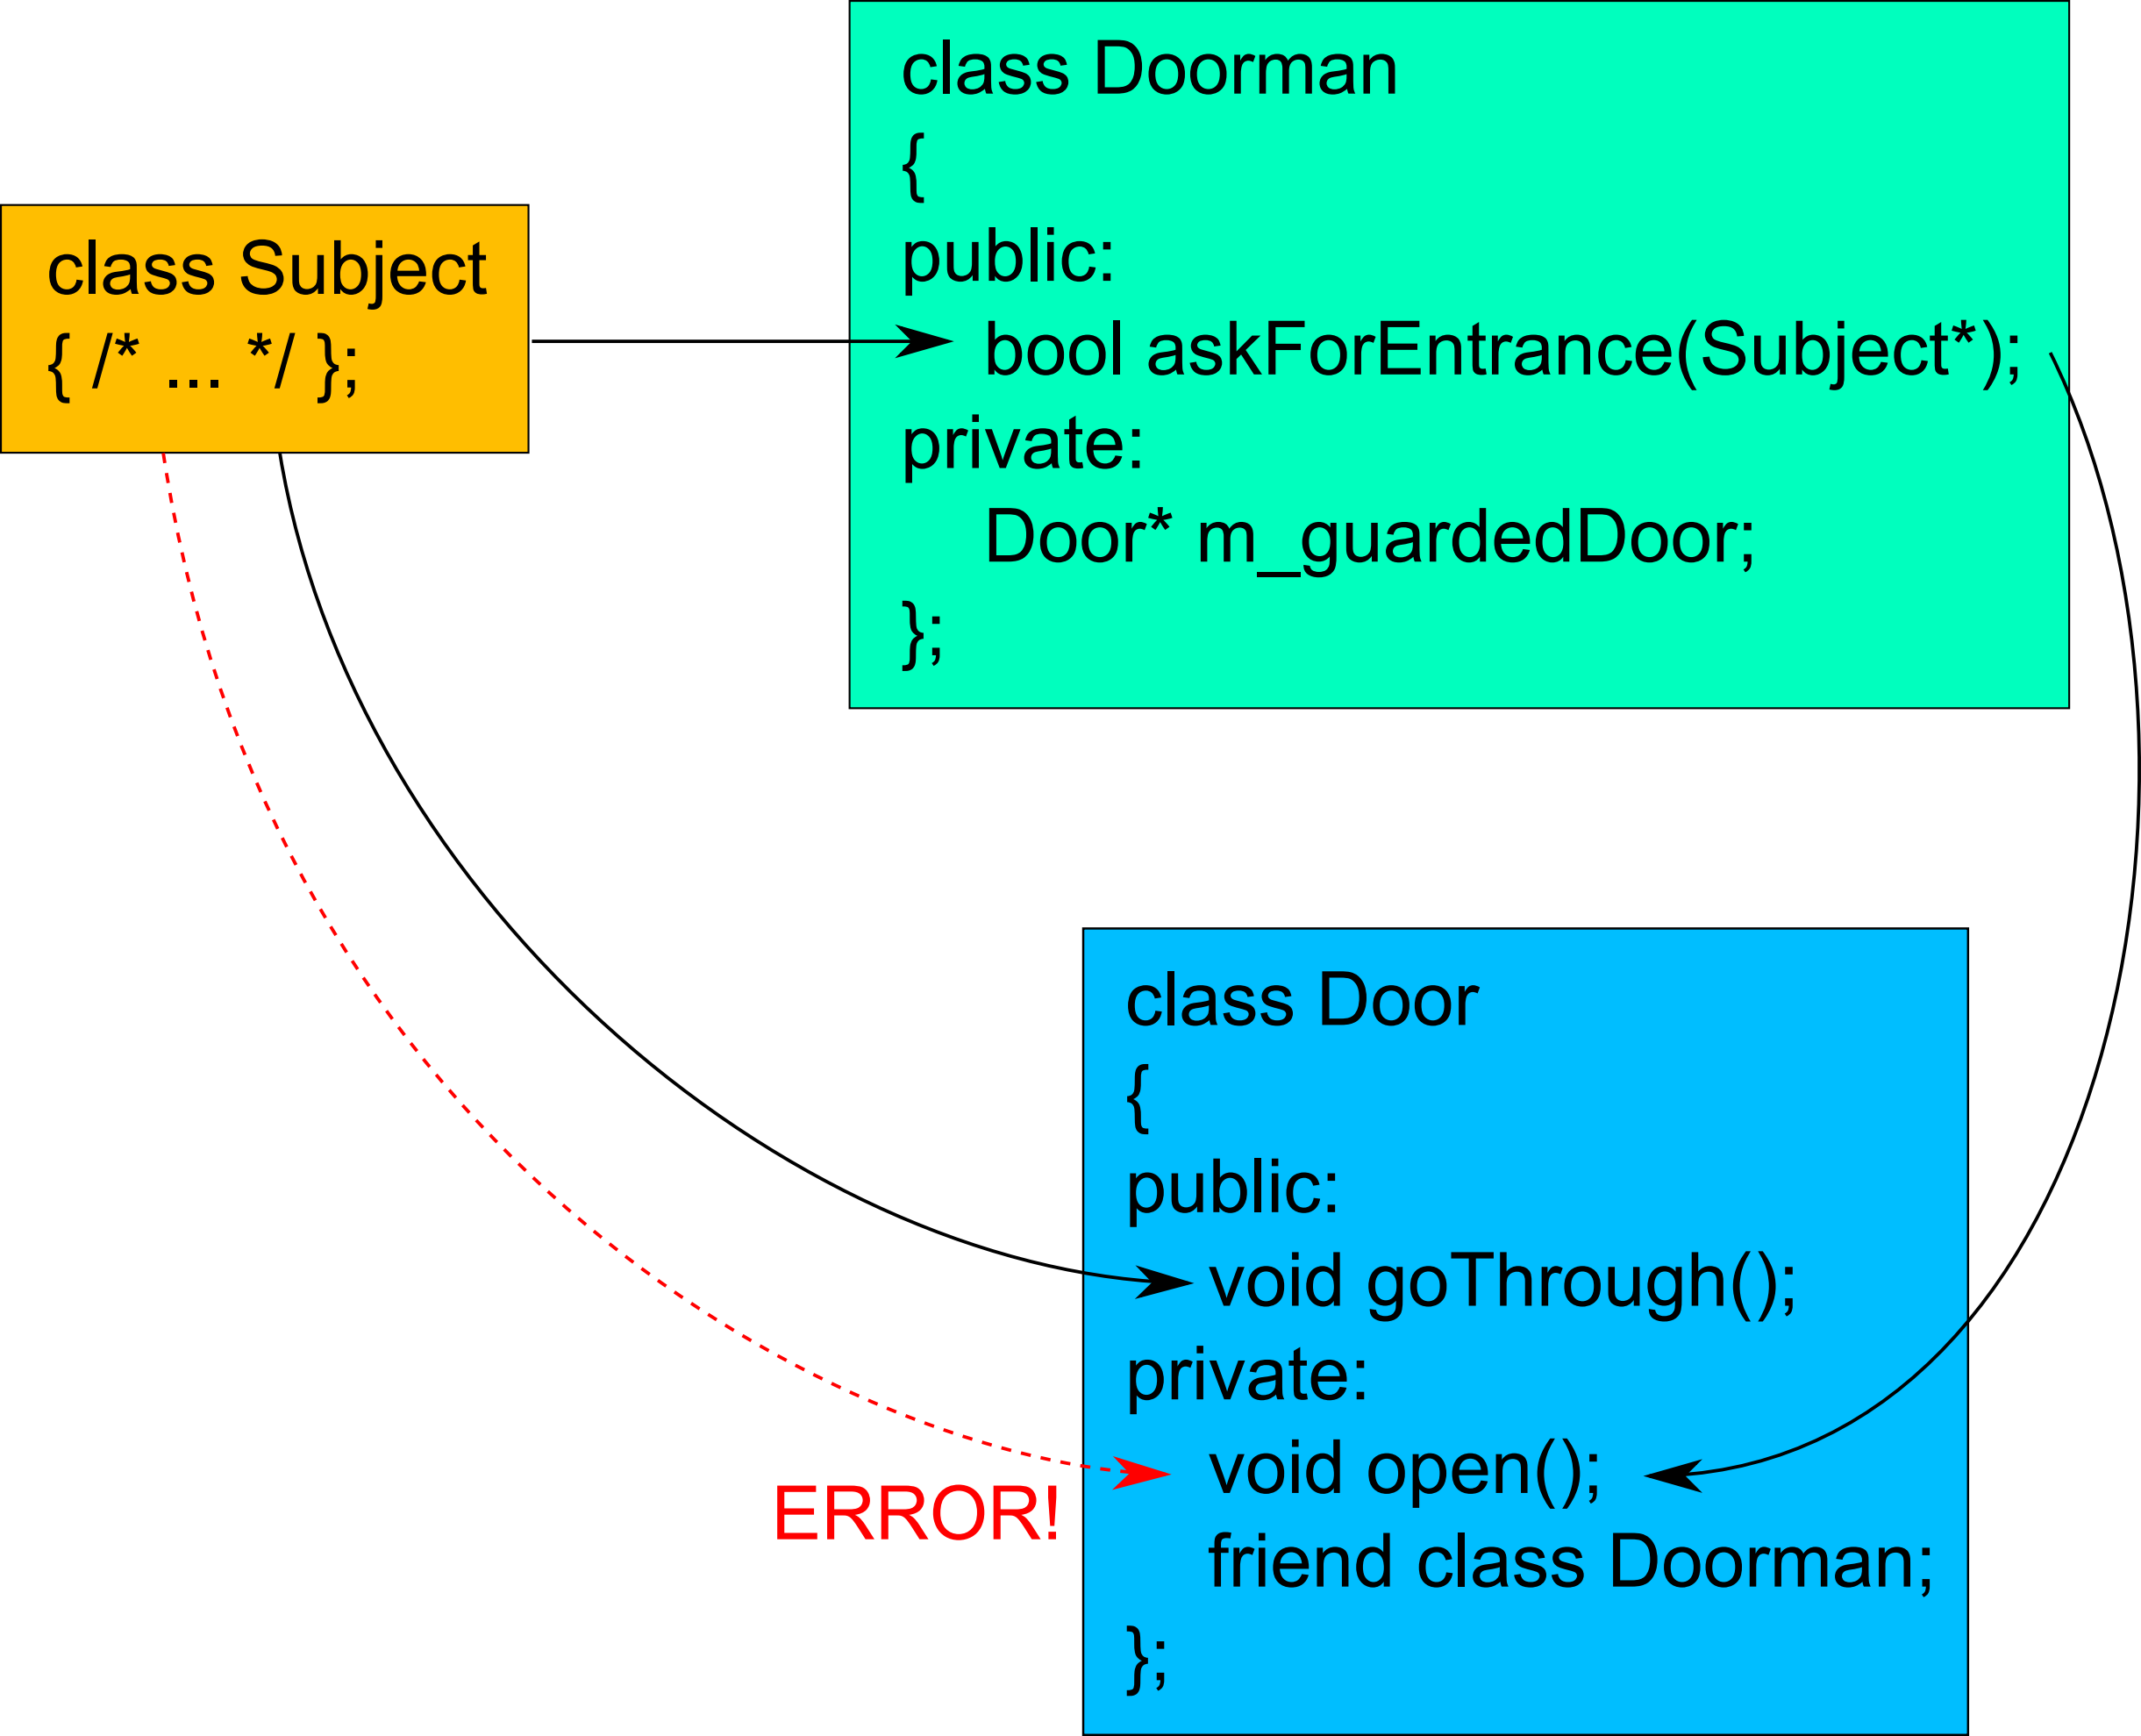 class Subject
{ /* ... */ };
class Doorman
{
public:
bool askForEntrance(Subject*);
private:
Door* m_guardedDoor;
};
class Door
{
public:
void goThrough();
private:
void open();
friend class Doorman;
};
ERROR!